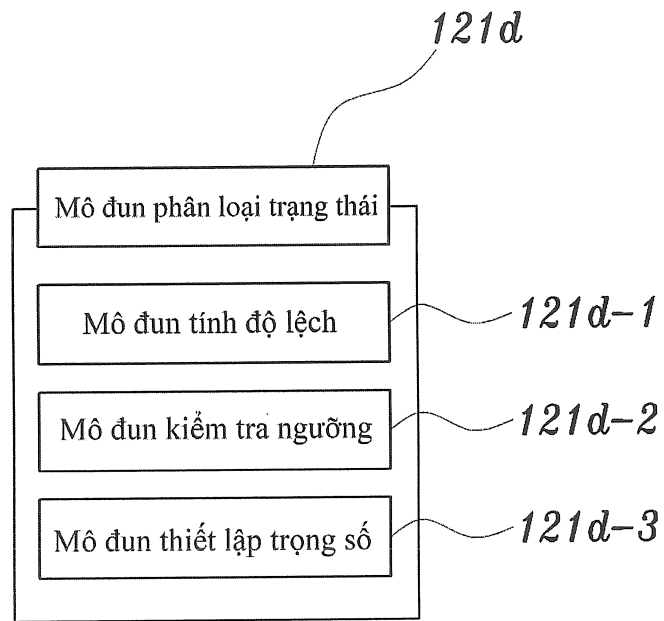 121d
Mô đun phân loại trạng thái
Mô đun tính độ lệch
121d-1
Mô đun kiểm tra ngưỡng
121d-2
Mô đun thiết lập trọng số
121d-3